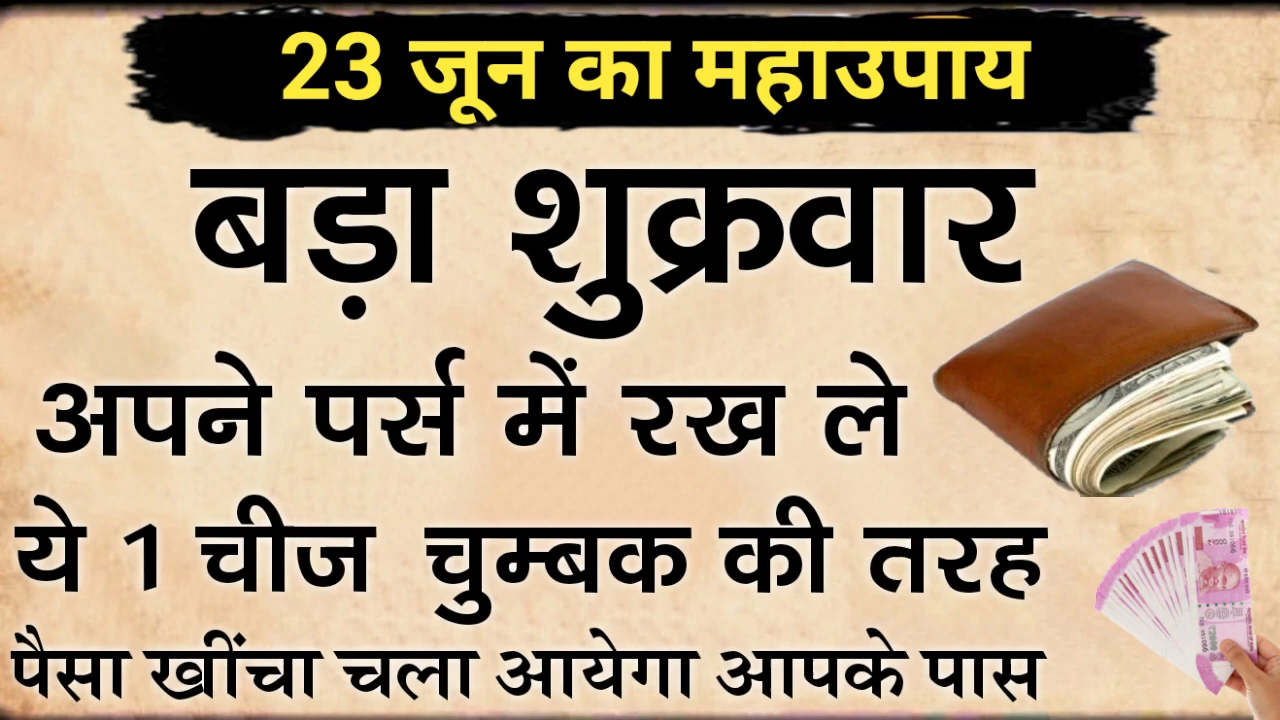 23 जून का महाउपाय
बड़ा शुक्रवार
अपने पर्स में रख ले
ये 1 चीज चुम्बक की तरह
पैसा खींचा चला आयेगा आपके पास